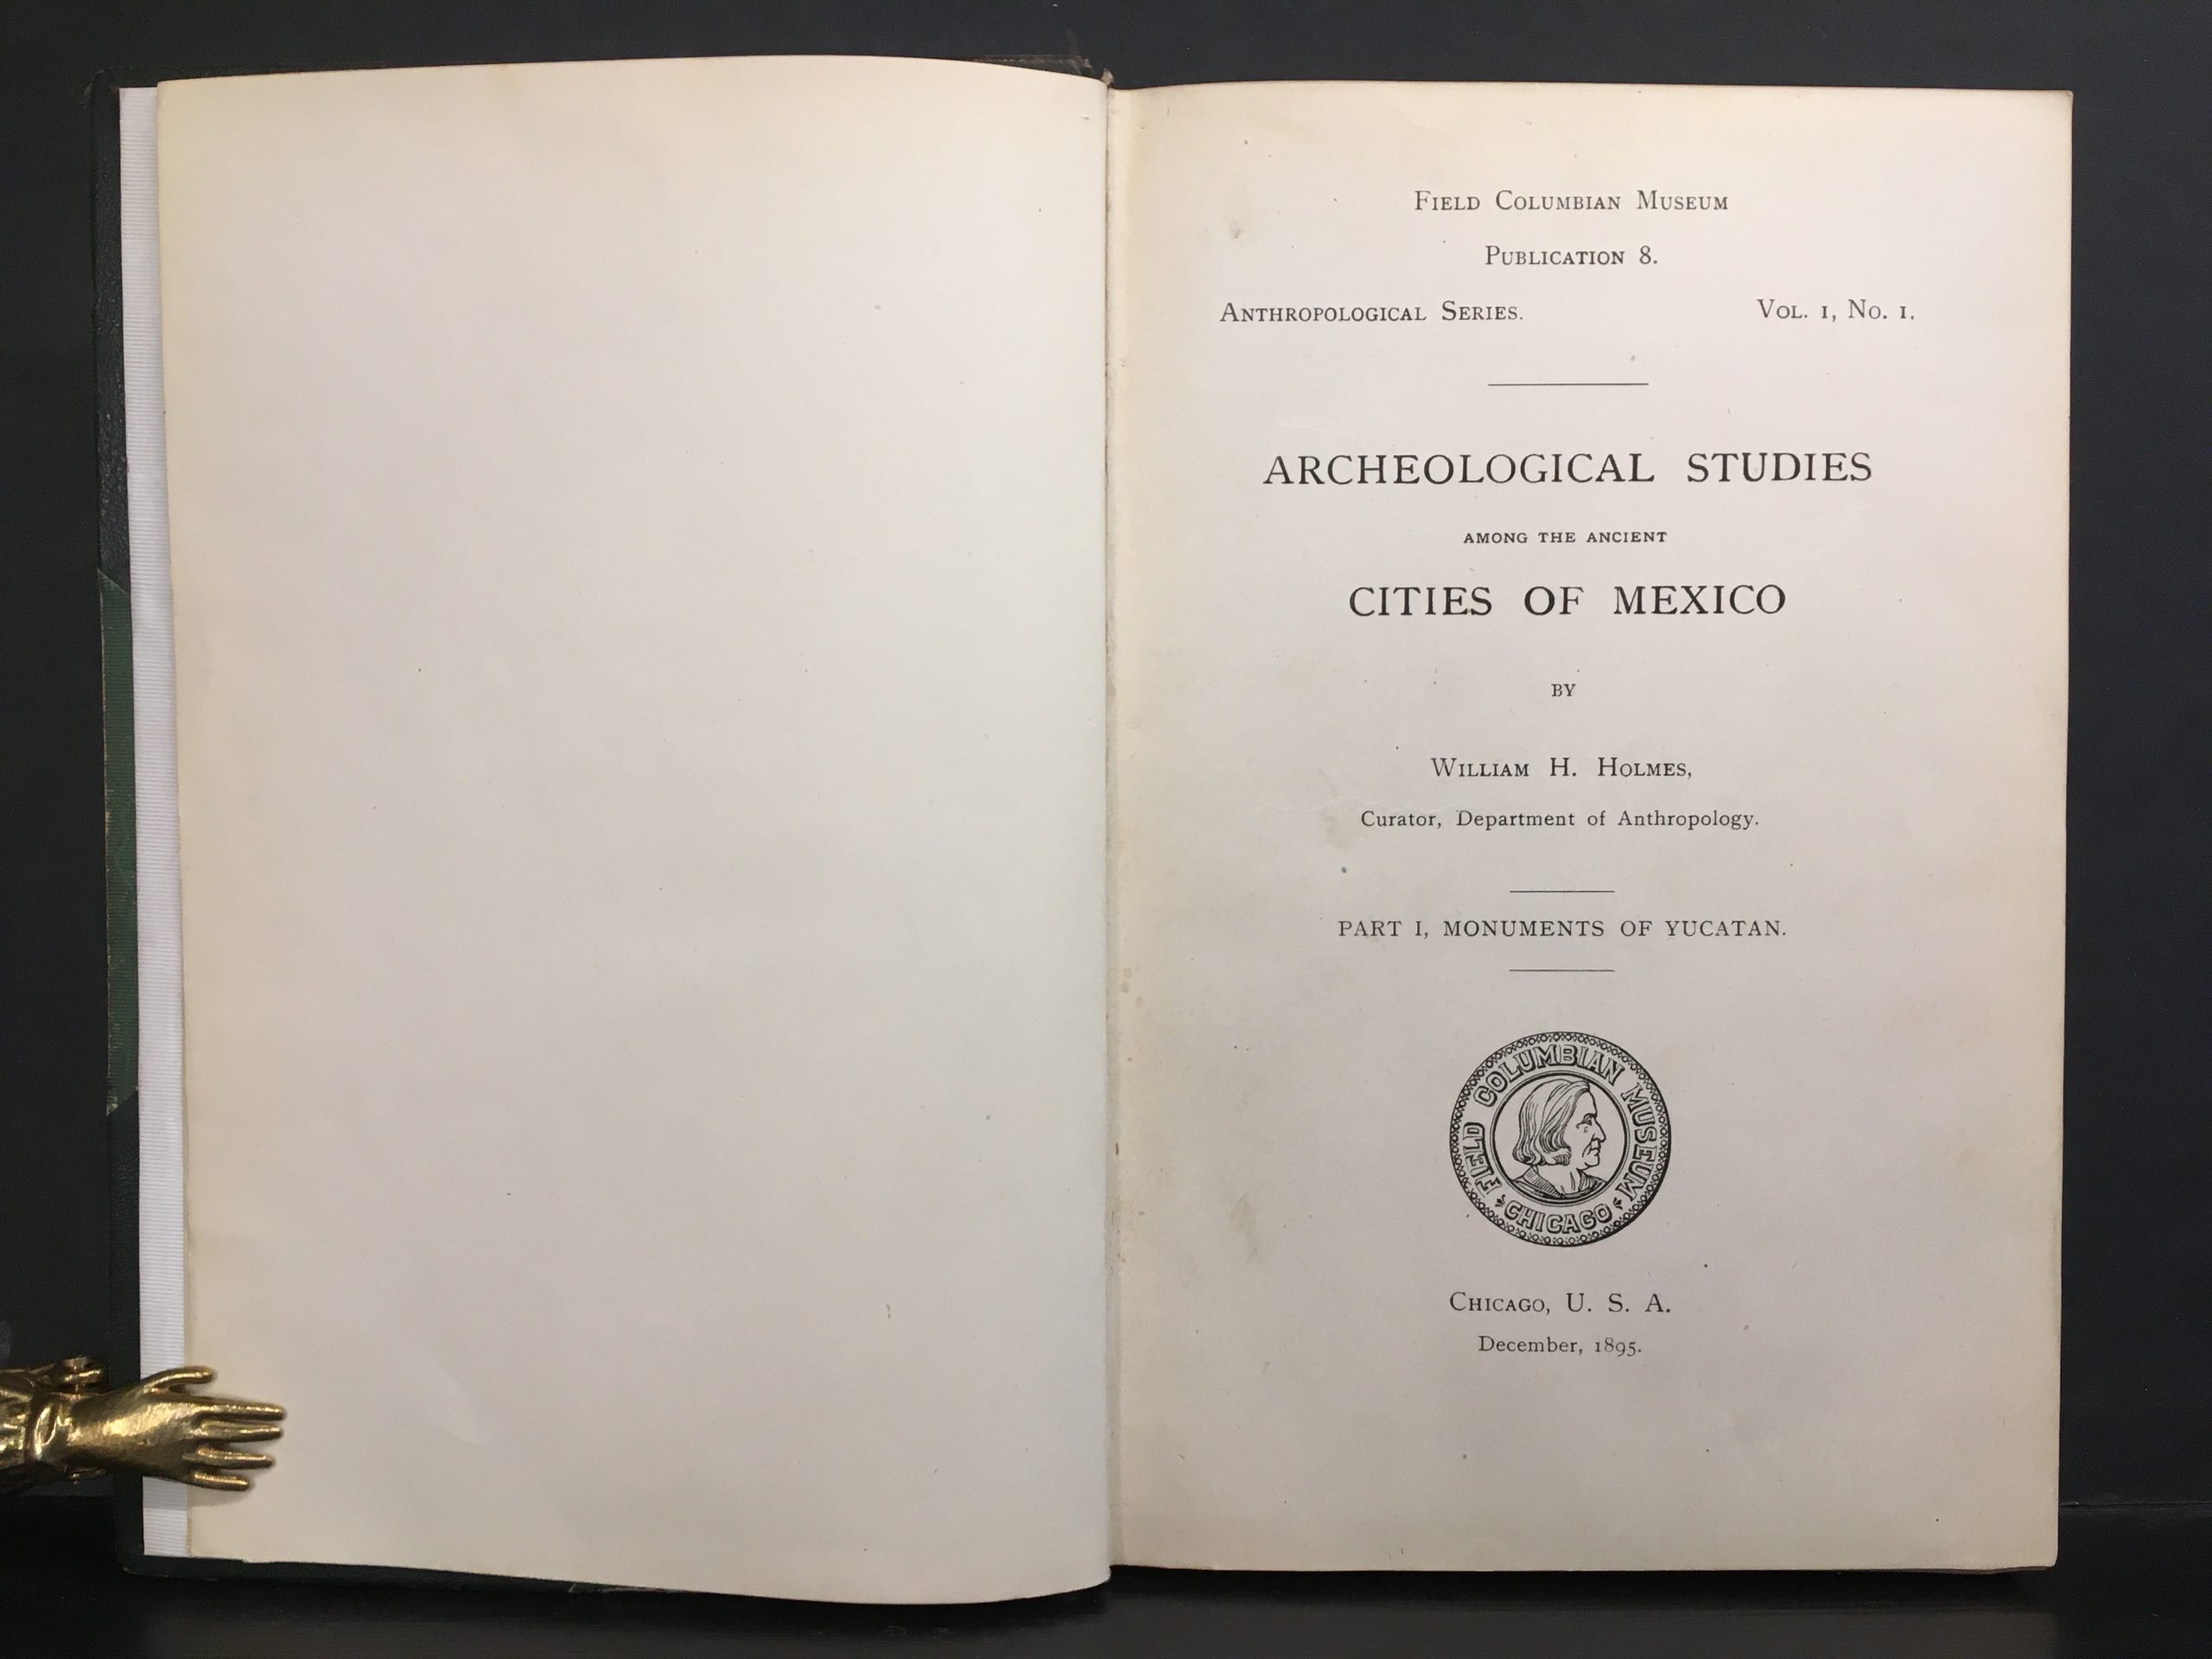 Field Columbian Museum
Publication 8.
Anthropological Series. Vol. 1, No. 1.
ARCHEOLOGICAL STUDIES
AMONG THE ANCIENT
CITIES OF MEXICO
BY
William H. Holmes,
Curator, Department of Anthropology.
PART I, MONUMENTS OF YUCATAN.
FIELD COLUMBIAN MUSEUM
CHICAGO
Chicago, U. S. A.
December, 1895.